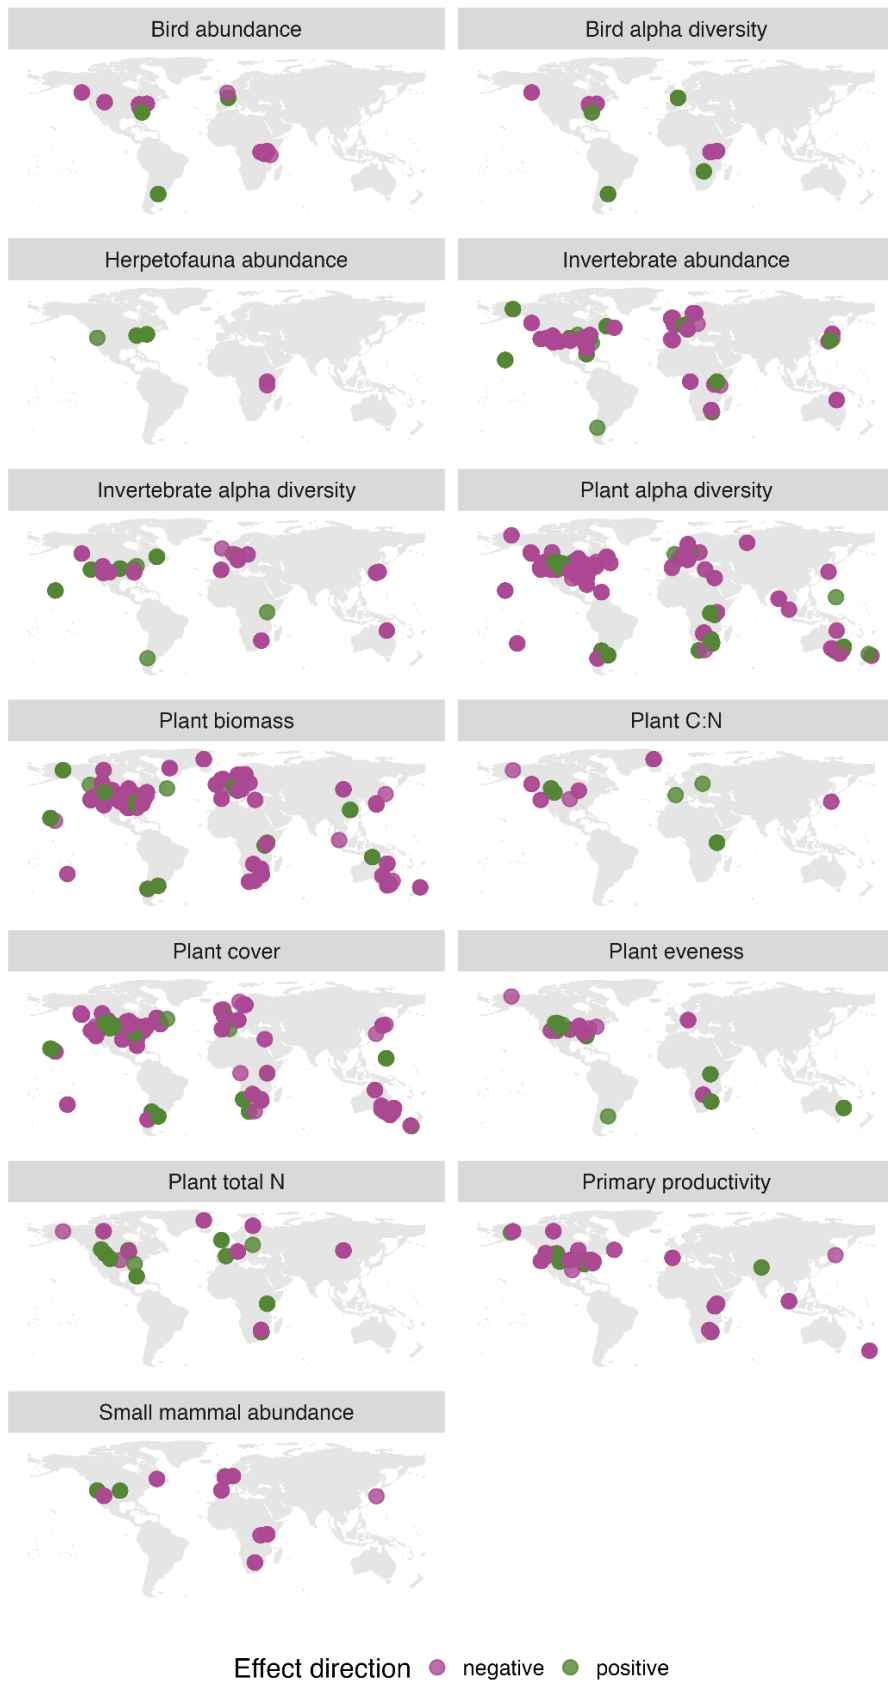 Bird abundance
Bird alpha diversity
Herpetofauna abundance
Invertebrate abundance
Invertebrate alpha diversity
Plant alpha diversity
Plant biomass
Plant C:N
Plant cover
Plant eveness
Plant total N
Primary productivity
Small mammal abundance
Effect direction negative positive